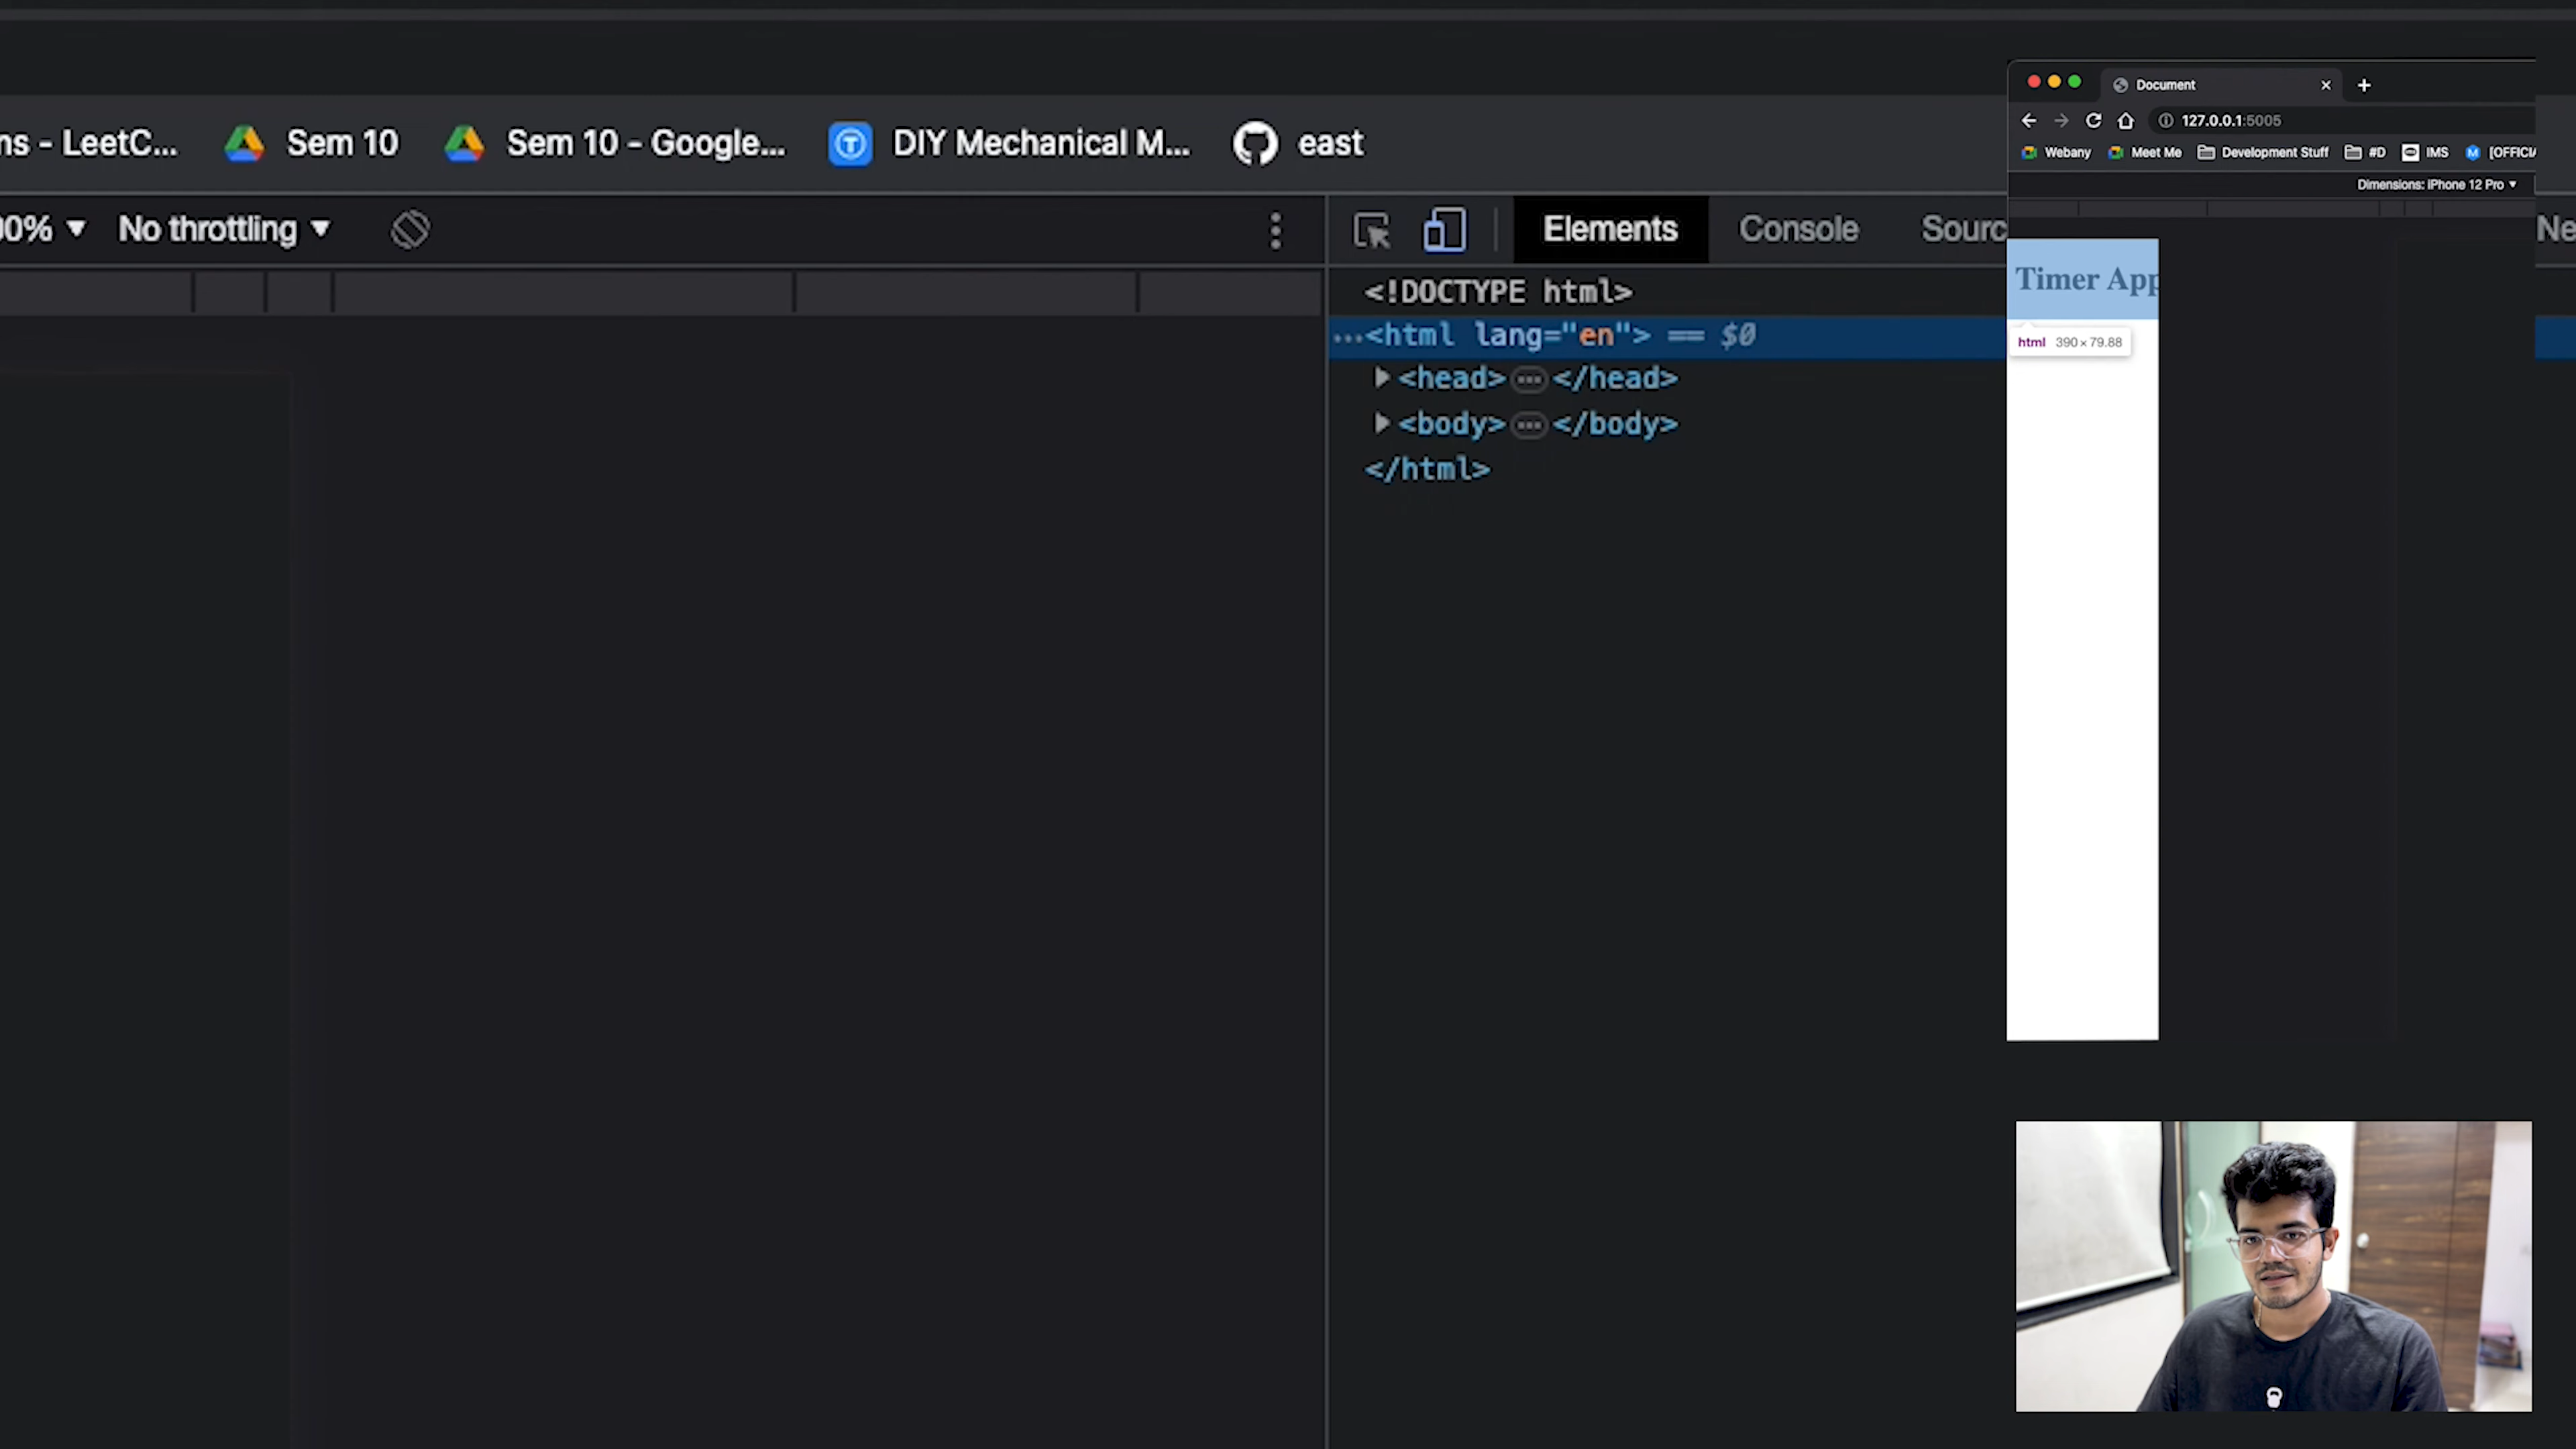 ns - LeetC... Sem 10 Sem 10 - Google... DIY Mechanical M... east
00% ▼ No throttling ▼
Elements Console Sourc Ne
<!DOCTYPE html>
...<html lang="en"> == $0
▶ <head> ... </head>
▶ <body> ... </body>
</html>
Document
127.0.0.1:5005
Webany Meet Me Development Stuff #D IMS [OFFICIA
Dimensions: iPhone 12 Pro ▼
Timer App
html 390 × 79.88